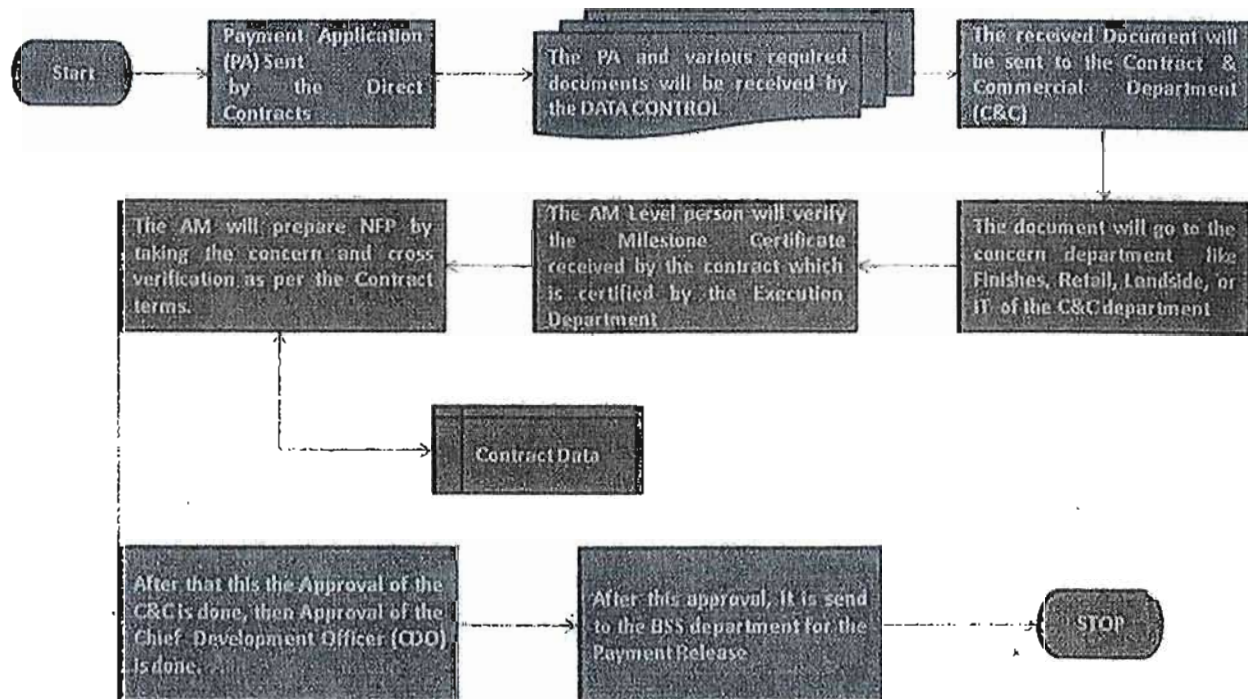 Start
Payment Application
(PA) Sent
by the Direct
Contracts
The PA and various required
documents will be received by
the DATA CONTROL
The received Document will
be sent to the Contract &
Commercial Department
(C&C)
The document will go to the
concern department like
Finishes, Retail, Landside, or
IT of the C&C department
The AM Level person will verify
the Milestone Certificate
received by the contract which
is certified by the Execution
Department
The AM will prepare NFP by
taking the concern and cross
verification as per the Contract
terms.
Contract Data
After that this the Approval of the
C&C is done, then Approval of the
Chief Development Officer (CDO)
is done.
After this approval, it is send
to the BSS department for the
Payment Release
STOP